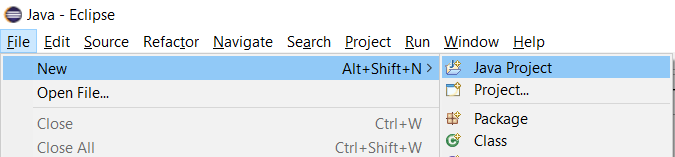 Java - Eclipse
File Edit Source Refactor Navigate Search Project Run Window Help
New Alt+Shift+N > Java Project
Open File... Project...
Close Ctrl+W Package
Close All Ctrl+Shift+W Class